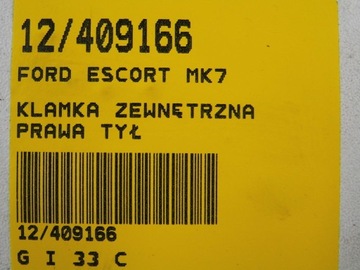 12/409166
FORD ESCORT MK7
KLAMKA ZEWNĘTRZNA
PRAWA TYŁ
12/409166
G I 33 C